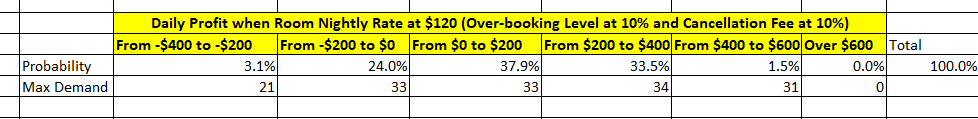 Daily Profit when Room Nightly Rate at $120 (Over-booking Level at 10% and Cancellation Fee at 10%)
From -$400 to -$200 From -$200 to $0 From $0 to $200 From $200 to $400 From $400 to $600 Over $600 Total
Probability 3.1% 24.0% 37.9% 33.5% 1.5% 0.0% 100.0%
Max Demand 21 33 33 34 31 0